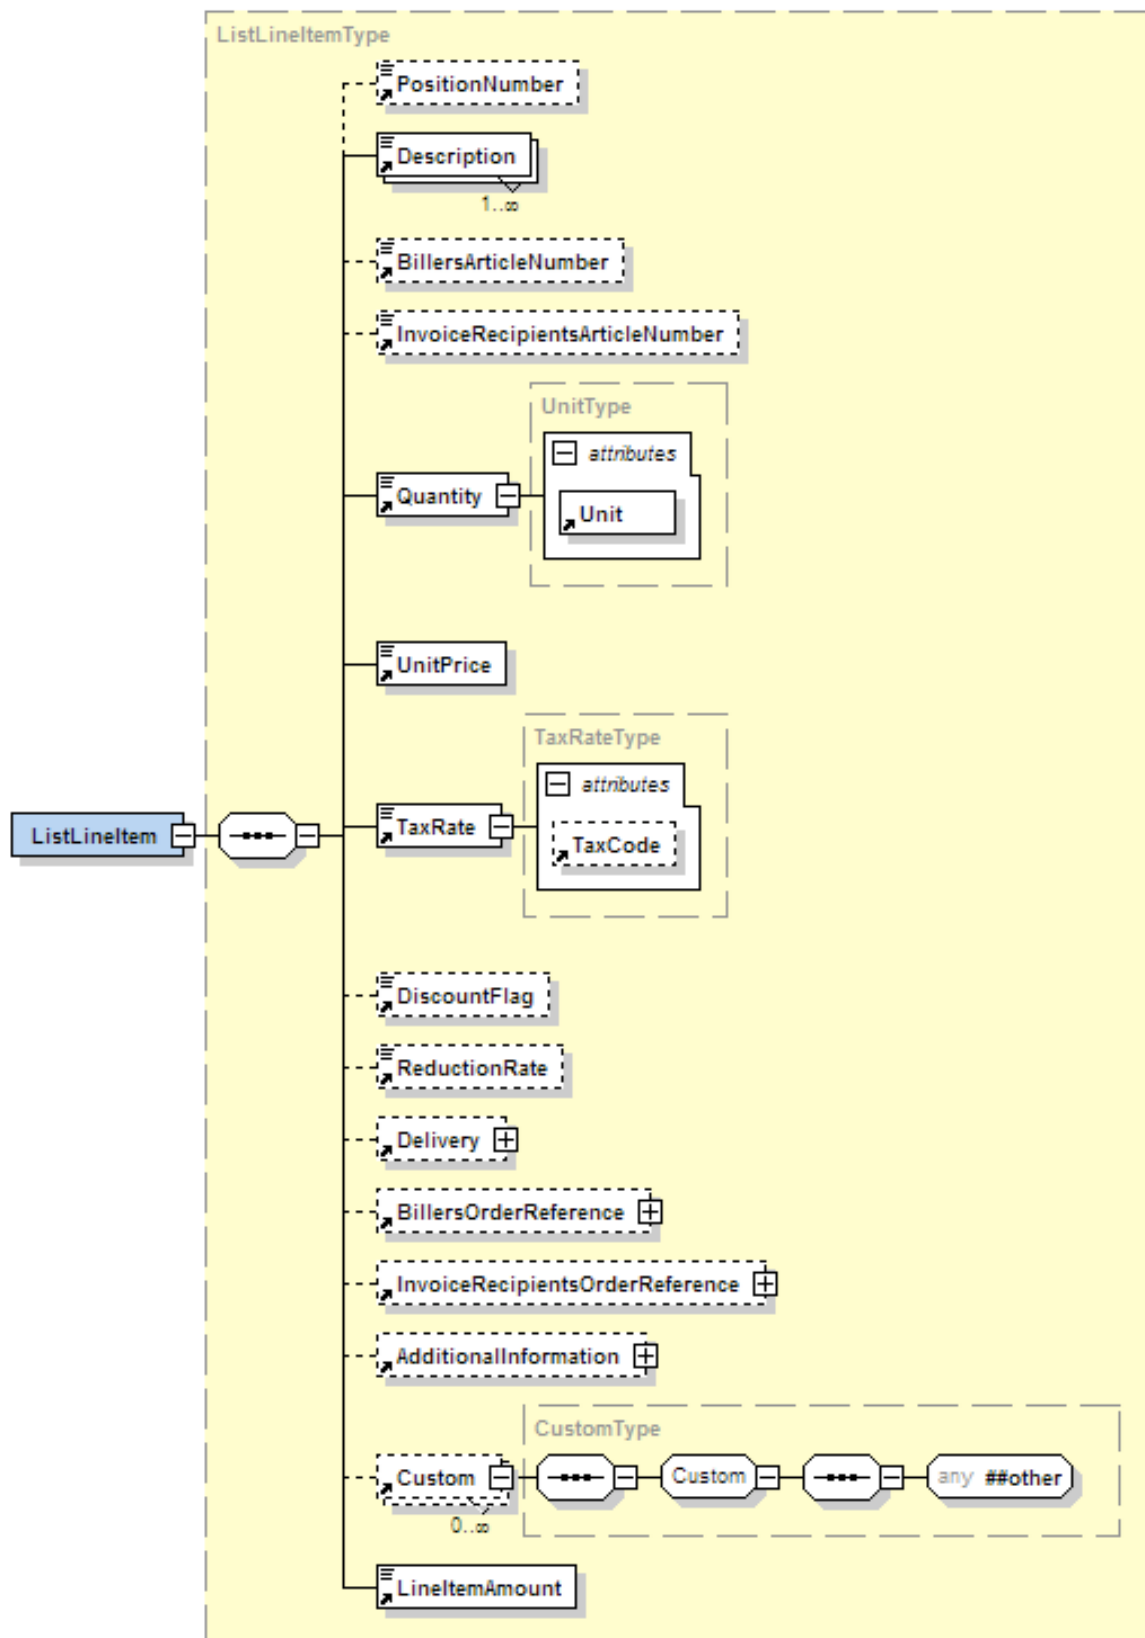 ListLineItemType
PositionNumber
Description
1..∞
BillersArticleNumber
InvoiceRecipientsArticleNumber
UnitType
attributes
Quantity
Unit
UnitPrice
TaxRateType
attributes
ListLineItem
TaxRate
TaxCode
DiscountFlag
ReductionRate
Delivery
BillersOrderReference
InvoiceRecipientsOrderReference
AdditionalInformation
CustomType
Custom
Custom
any ##other
0..∞
LineItemAmount